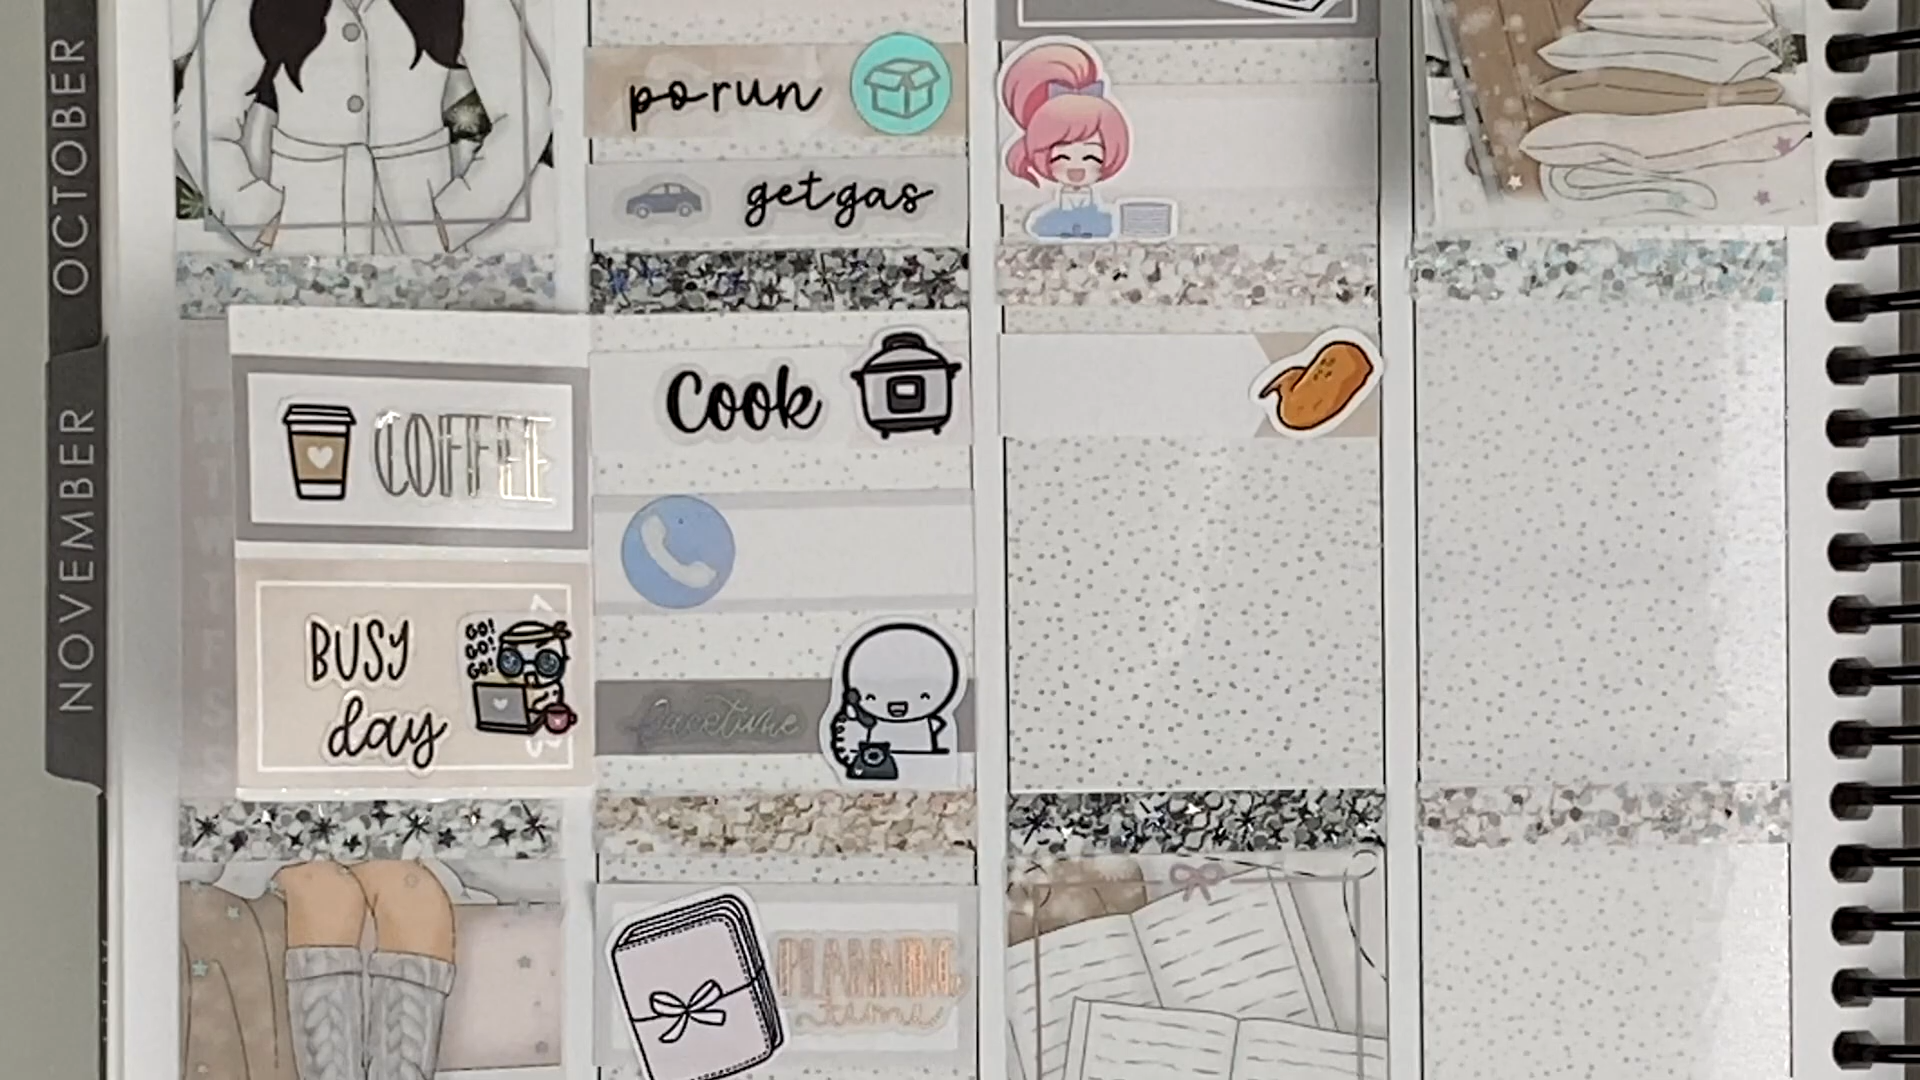 OCTOBER
NOVEMBER
po run
get gas
COFFEE
BUSY
day
GO!
GO!
GO!
Cook
facetime
PLANNING
time
M
T
W
T
F
S
S